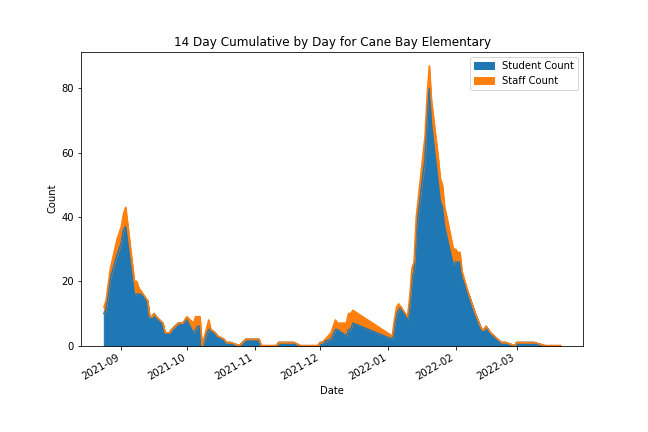 14 Day Cumulative by Day for Cane Bay Elementary
Student Count
Staff Count
80
60
40
20
0
Count
2021-09
2021-10
2021-11
2021-12
2022-01
2022-02
2022-03
Date